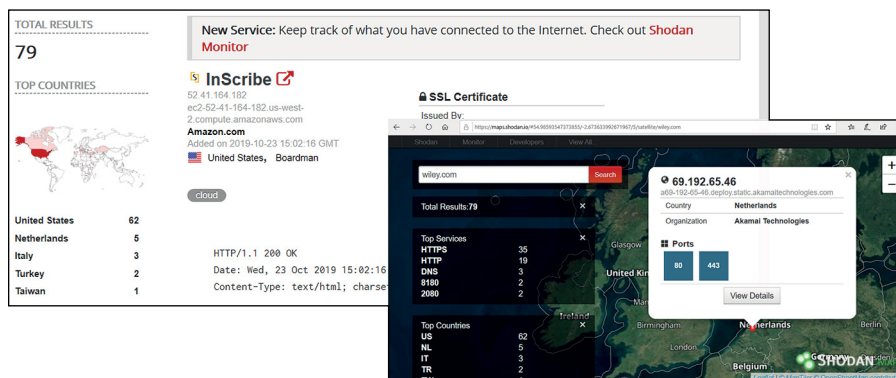 TOTAL RESULTS
79
TOP COUNTRIES
United States 62
Netherlands 5
Italy 3
Turkey 2
Taiwan 1
New Service: Keep track of what you have connected to the Internet. Check out Shodan
Monitor
InScribe
52.41.164.182
ec2-52-41-164-182.us-west-
2.compute.amazonaws.com
Amazon.com
Added on 2019-10-23 15:02:16 GMT
United States, Boardman
cloud
SSL Certificate
Issued By:
HTTP/1.1 200 OK
Date: Wed, 23 Oct 2019 15:02:16
Content-Type: text/html; charse
Shodan Monitor Developers View All
wiley.com Search
Total Results:79
Top Services
HTTPS 35
HTTP 19
DNS 3
8180 2
2080 2
Top Countries
US 62
NL 5
IT 3
TR 2
69.192.65.46
a69-192-65-46.deploy.static.akamaitechnologies.com
Country Netherlands
Organization Akamai Technologies
Ports
80 443
View Details
Glasgow
United Kin
Ireland
Birmingham
Netherlands
Berlin
London
Belgium
SHODAN